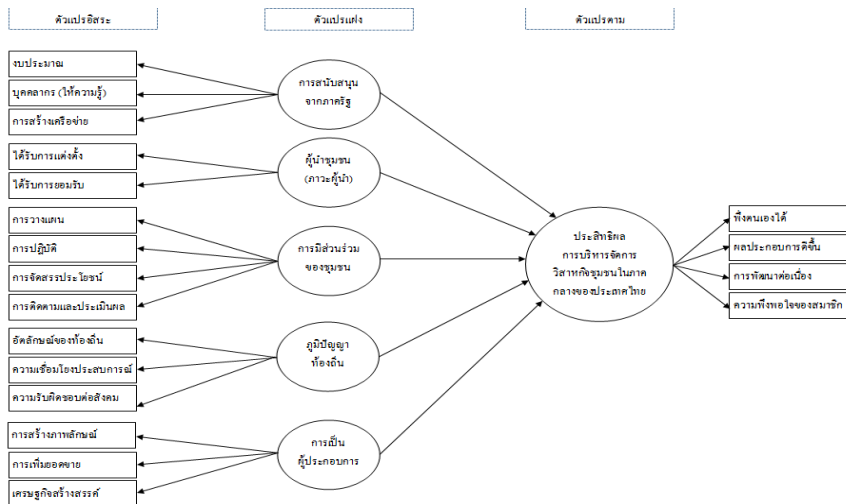 ตัวแปรอิสระ
ตัวแปรแฝง
ตัวแปรตาม
งบประมาณ
บุคคลากร (ให้ความรู้)
การสร้างเครือข่าย
ได้รับการแต่งตั้ง
ได้รับการยอมรับ
การวางแผน
การปฏิบัติ
การจัดสรรประโยชน์
การติดตามและประเมินผล
อัตลักษณ์ของท้องถิ่น
ความเชื่อมโยงประสบการณ์
ความรับผิดชอบต่อสังคม
การสร้างภาพลักษณ์
การเพิ่มยอดขาย
เศรษฐกิจสร้างสรรค์
การสนับสนุน
จากภาครัฐ
ผู้นำชุมชน
(ภาวะผู้นำ)
การมีส่วนร่วม
ของชุมชน
ภูมิปัญญา
ท้องถิ่น
การเป็น
ผู้ประกอบการ
ประสิทธิผล
การบริหารจัดการ
วิสาหกิจชุมชนในภาค
กลางของประเทศไทย
พึ่งตนเองได้
ผลประกอบการดีขึ้น
การพัฒนาต่อเนื่อง
ความพึงพอใจของสมาชิก